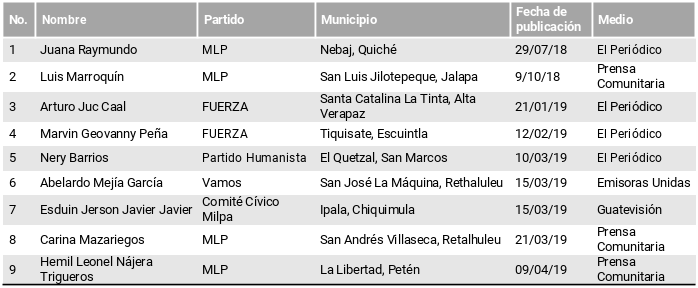 No. Nombre Partido Municipio Fecha de publicación Medio
1 Juana Raymundo MLP Nebaj, Quiché 29/07/18 El Periódico
2 Luis Marroquín MLP San Luis Jilotepeque, Jalapa 9/10/18 Prensa Comunitaria
3 Arturo Juc Caal FUERZA Santa Catalina La Tinta, Alta Verapaz 21/01/19 El Periódico
4 Marvin Geovanny Peña FUERZA Tiquisate, Escuintla 12/02/19 El Periódico
5 Nery Barrios Partido Humanista El Quetzal, San Marcos 10/03/19 El Periódico
6 Abelardo Mejía García Vamos San José La Máquina, Rethaluleu 15/03/19 Emisoras Unidas
7 Esduin Jerson Javier Javier Comité Cívico Milpa Ipala, Chiquimula 15/03/19 Guatevisión
8 Carina Mazariegos MLP San Andrés Villaseca, Retalhuleu 21/03/19 Prensa Comunitaria
9 Hemil Leonel Nájera Trigueros MLP La Libertad, Petén 09/04/19 Prensa Comunitaria